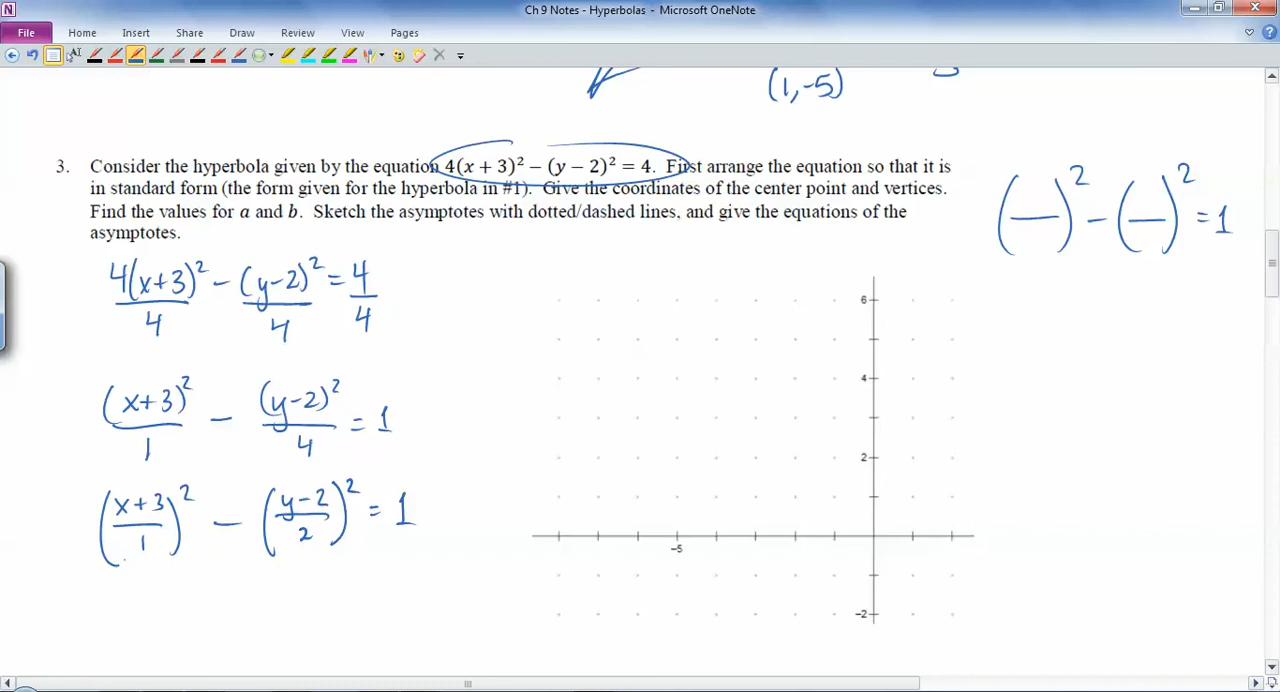 Ch 9 Notes - Hyperbolas - Microsoft OneNote
File Home Insert Share Draw Review View Pages
(1,-5)
3. Consider the hyperbola given by the equation 4(x + 3)² − (y − 2)² = 4. First arrange the equation so that it is
in standard form (the form given for the hyperbola in #1). Give the coordinates of the center point and vertices.
Find the values for a and b. Sketch the asymptotes with dotted/dashed lines, and give the equations of the
asymptotes.
(—)² − (—)² = 1
4(x+3)²/4 − (y-2)²/4 = 4/4
(x+3)²/1 − (y-2)²/4 = 1
((x+3)/1)² − ((y-2)/2)² = 1
6
4
2
-5
-2